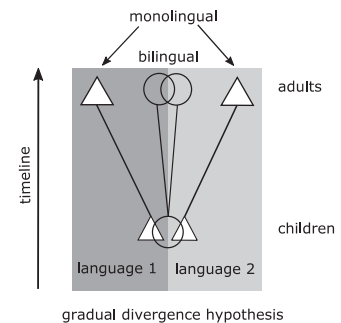 monolingual
bilingual
adults
timeline
children
language 1
language 2
gradual divergence hypothesis